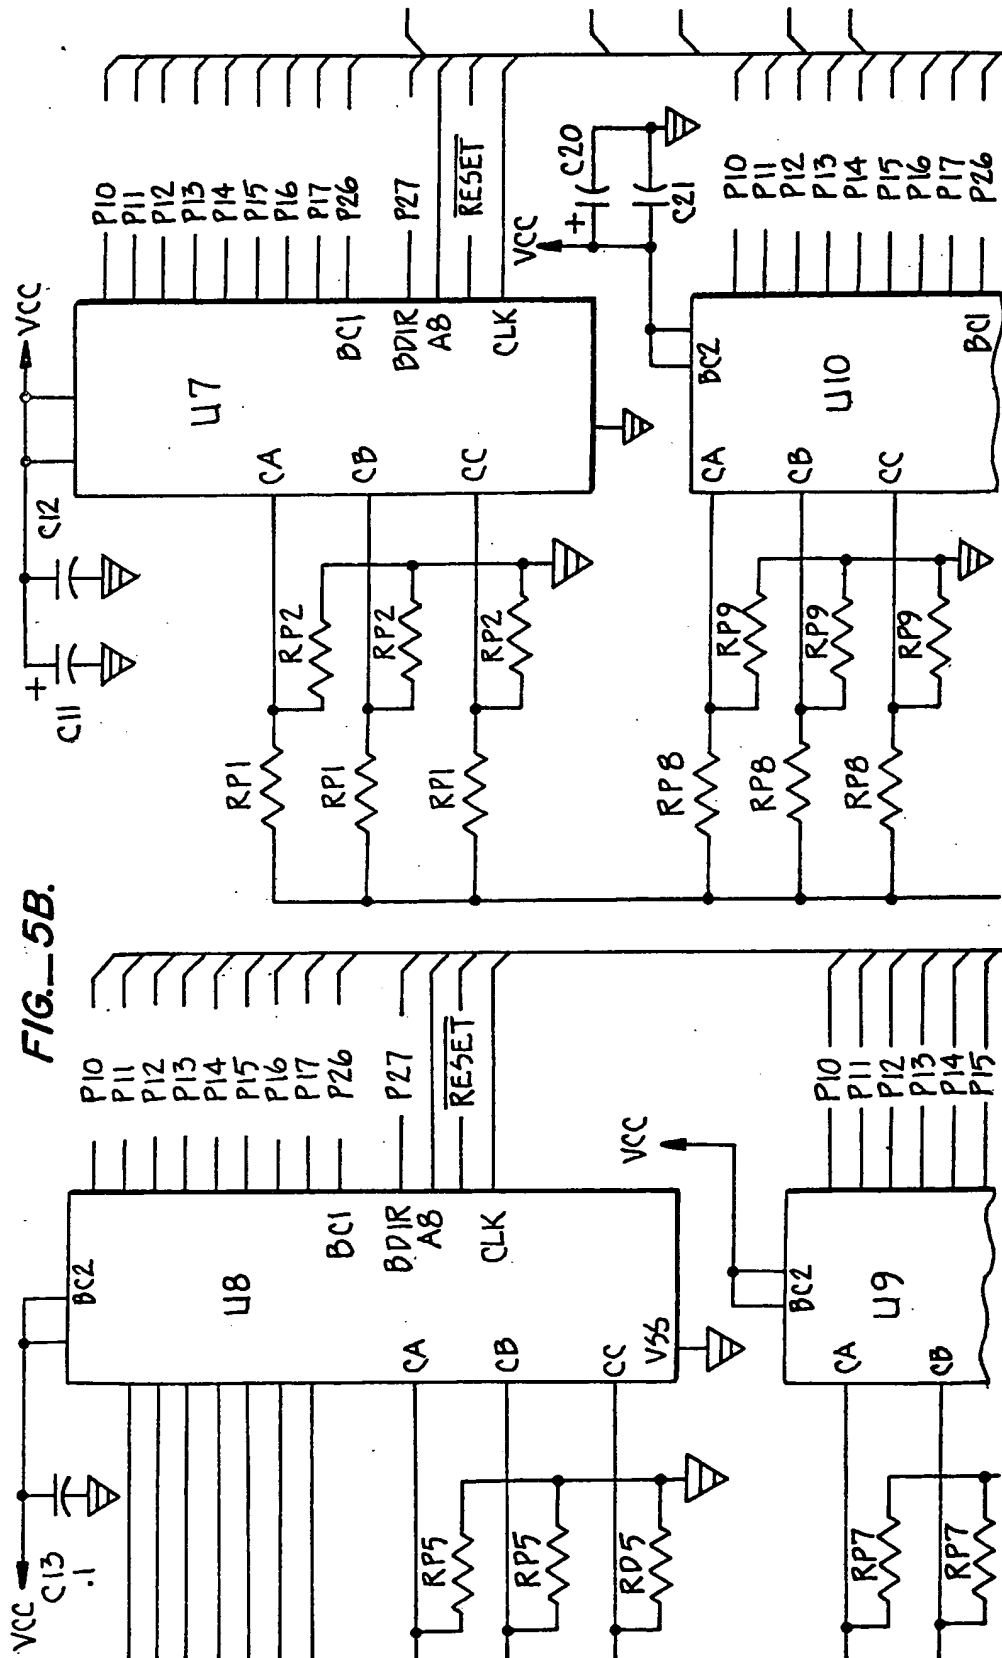 P10
P11
P12
P13
P14
P15
P16
P17
P26
P27
RESET
VCC
BC1
BDIR
A8
CLK
U7
CA
CB
CC
C12
+
C11
RP2
RP2
RP2
RP1
RP1
RP1
VCC
+
C20
C21
P10
P11
P12
P13
P14
P15
P16
P17
P26
BC2
BC1
U10
CA
CB
CC
RP9
RP9
RP9
RP8
RP8
RP8
FIG._5B.
P10
P11
P12
P13
P14
P15
P16
P17
P26
P27
RESET
BC2
BC1
BDIR
A8
CLK
U8
CA
CB
CC
VSS
VCC
C13
.1
RP5
RP5
RD5
VCC
P10
P11
P12
P13
P14
P15
BC2
U9
CA
CB
RP7
RP7